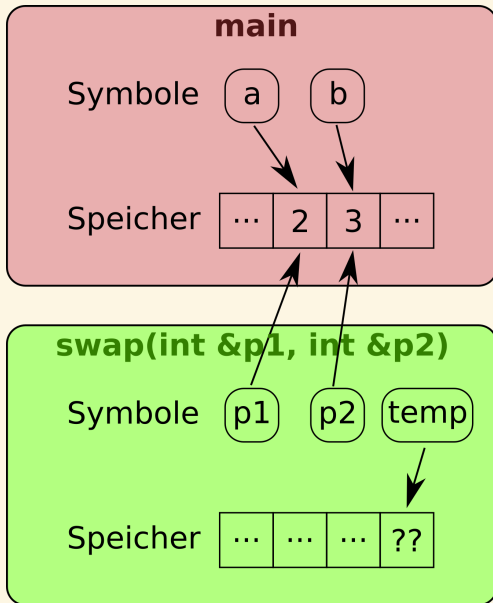 main
Symbole a b
Speicher ... 2 3 ...
swap(int &p1, int &p2)
Symbole p1 p2 temp
Speicher ... ... ... ??